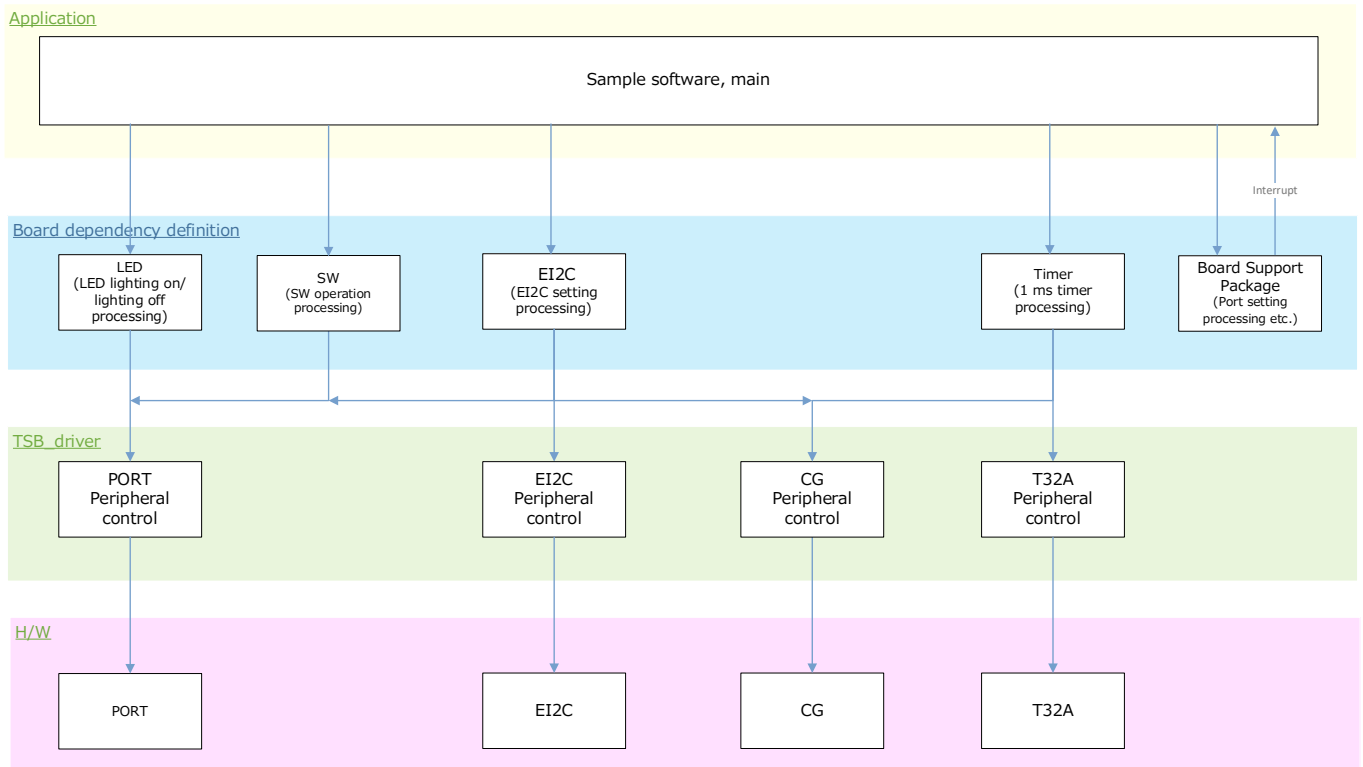 Application
Sample software, main
Interrupt
Board dependency definition
LED
(LED lighting on/
lighting off
processing)
SW
(SW operation
processing)
EI2C
(EI2C setting
processing)
Timer
(1 ms timer
processing)
Board Support
Package
(Port setting
processing etc.)
TSB_driver
PORT
Peripheral
control
EI2C
Peripheral
control
CG
Peripheral
control
T32A
Peripheral
control
H/W
PORT
EI2C
CG
T32A